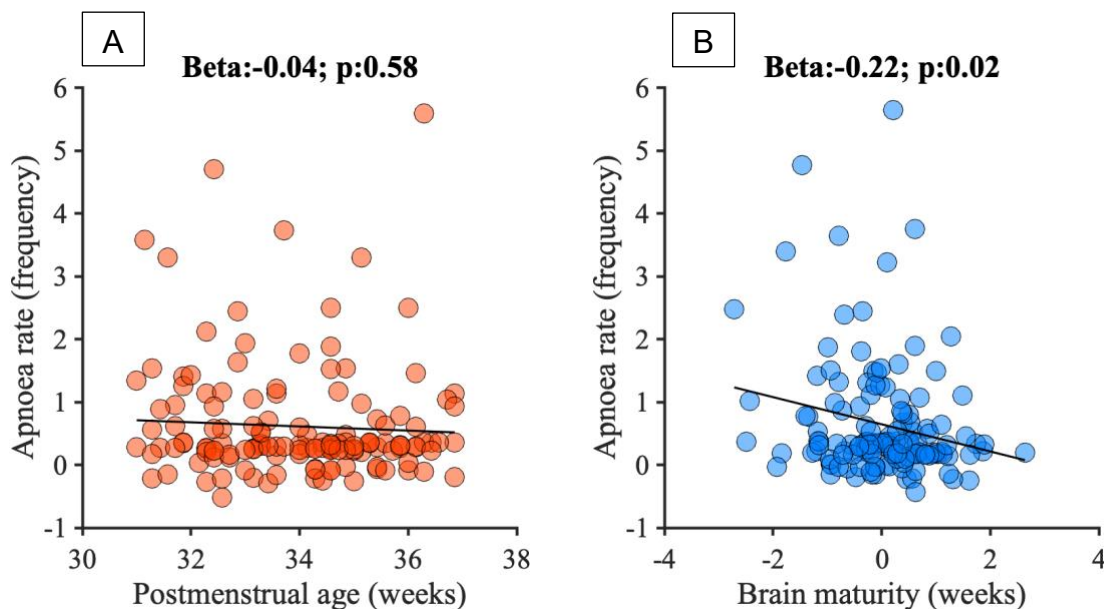 A
Beta:-0.04; p:0.58
6
5
4
3
2
1
0
-1
Apnoea rate (frequency)
30 32 34 36 38
Postmenstrual age (weeks)
B
Beta:-0.22; p:0.02
6
5
4
3
2
1
0
-1
Apnoea rate (frequency)
-4 -2 0 2 4
Brain maturity (weeks)